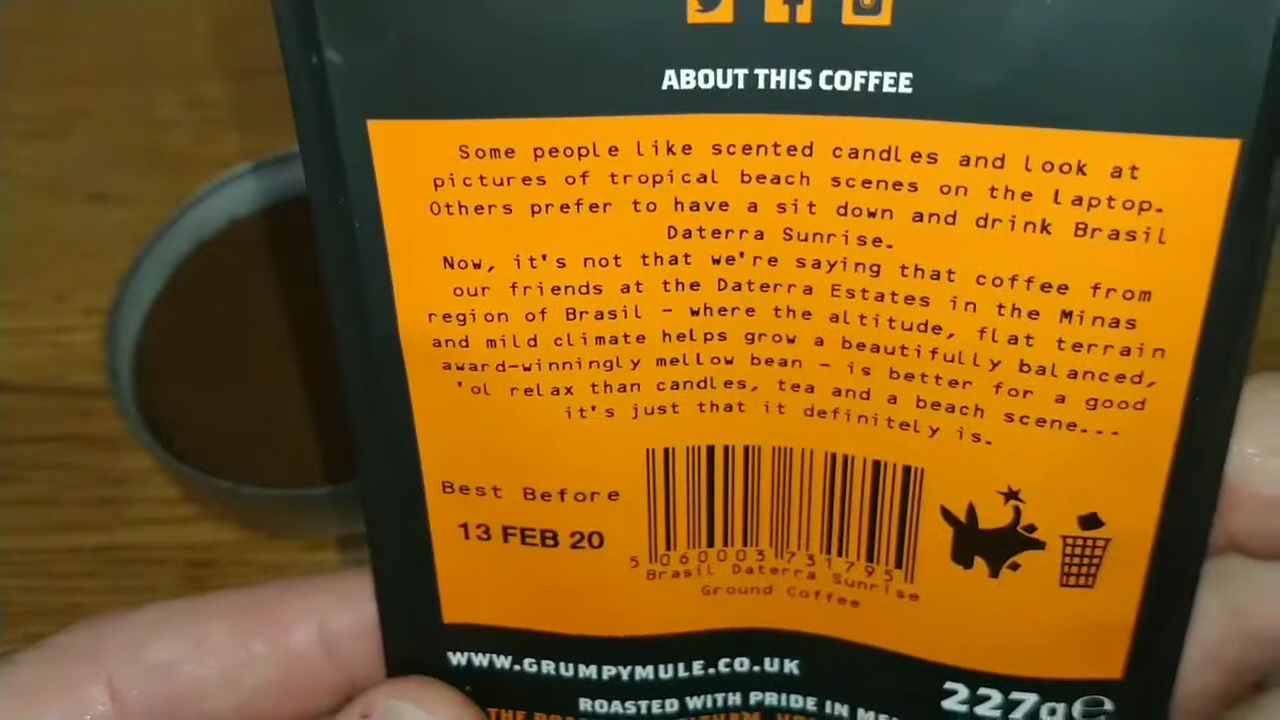 ABOUT THIS COFFEE
Some people like scented candles and look at
pictures of tropical beach scenes on the laptop.
Others prefer to have a sit down and drink Brasil
Daterra Sunrise.
Now, it's not that we're saying that coffee from
our friends at the Daterra Estates in the Minas
region of Brasil – where the altitude, flat terrain
and mild climate helps grow a beautifully balanced,
award-winningly mellow bean – is better for a good
'ol relax than candles, tea and a beach scene...
it's just that it definitely is.
Best Before
13 FEB 20
5 060003 731795
Brasil Daterra Sunrise
Ground Coffee
WWW.GRUMPYMULE.CO.UK
ROASTED WITH PRIDE IN
227g e
THE